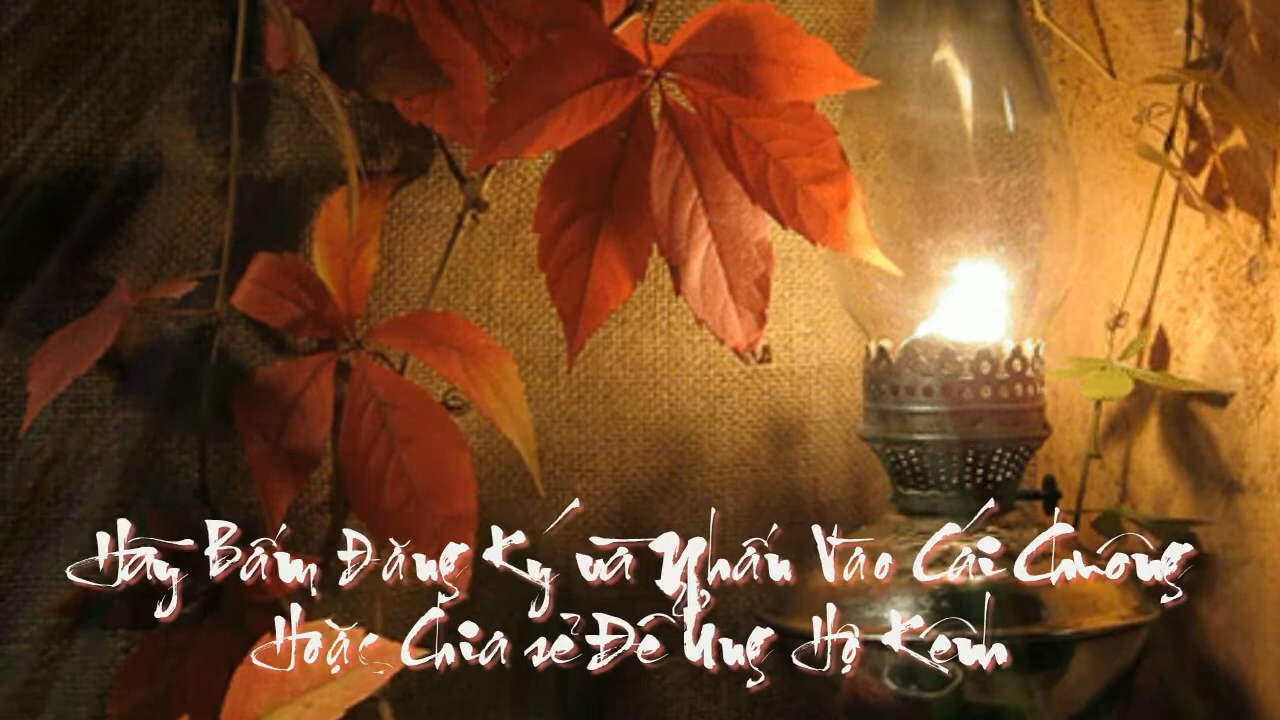 Hãy Bấm Đăng Ký và Nhấn Vào Cái Chuông
Hoặc Chia sẻ Để Ủng Hộ Kênh